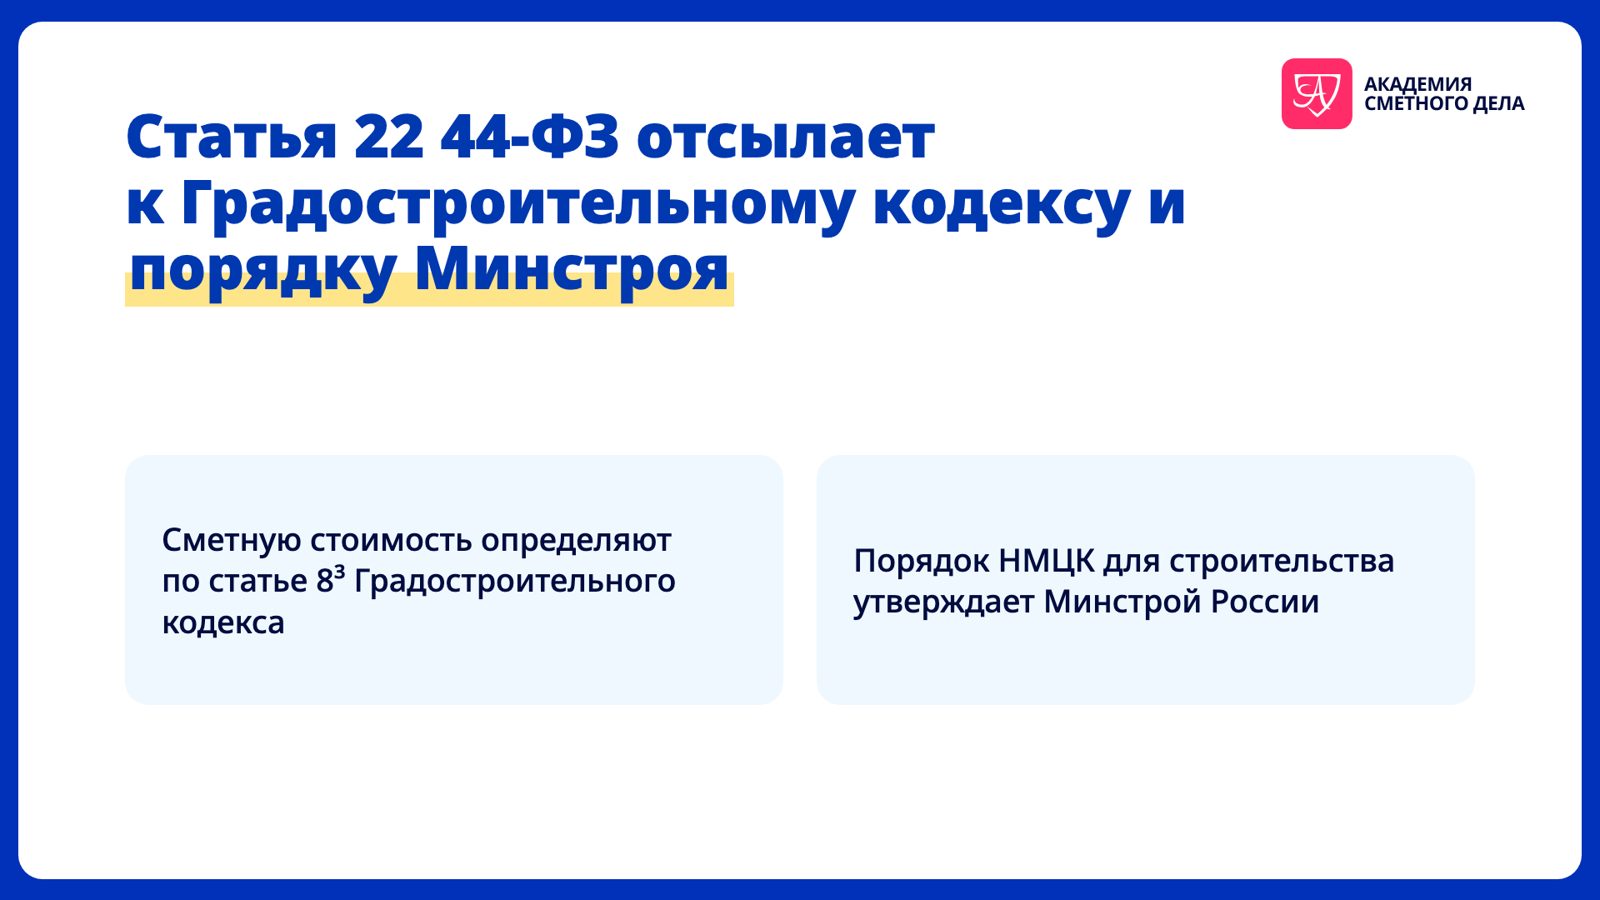 АКАДЕМИЯ
СМЕТНОГО ДЕЛА
Статья 22 44-ФЗ отсылает
к Градостроительному кодексу и
порядку Минстроя
Сметную стоимость определяют
по статье 8³ Градостроительного
кодекса
Порядок НМЦК для строительства
утверждает Минстрой России